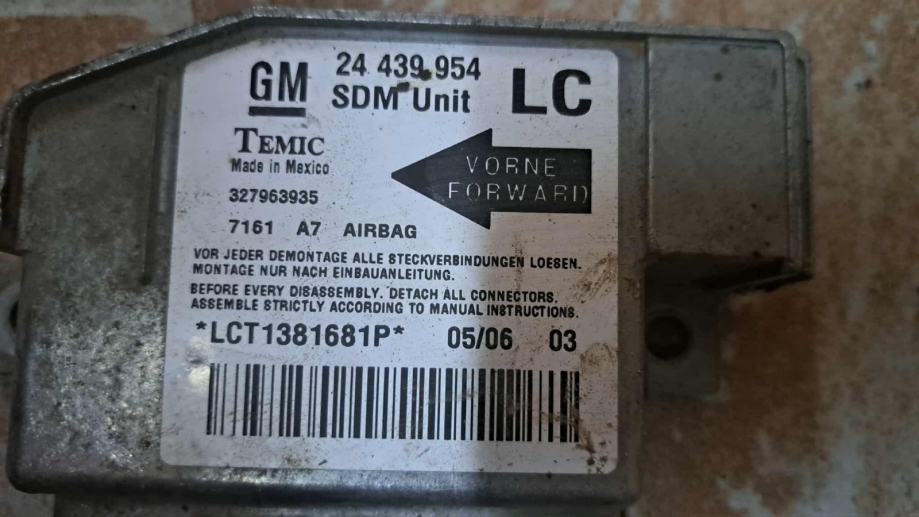 GM 24 439 954 LC
SDM Unit
TEMIC
Made in Mexico
VORNE
FORWARD
327963935
7161 A7 AIRBAG
VOR JEDER DEMONTAGE ALLE STECKVERBINDUNGEN LOESEN.
MONTAGE NUR NACH EINBAUANLEITUNG.
BEFORE EVERY DISASSEMBLY. DETACH ALL CONNECTORS.
ASSEMBLE STRICTLY ACCORDING TO MANUAL INSTRUCTIONS.
*LCT1381681P* 05/06 03